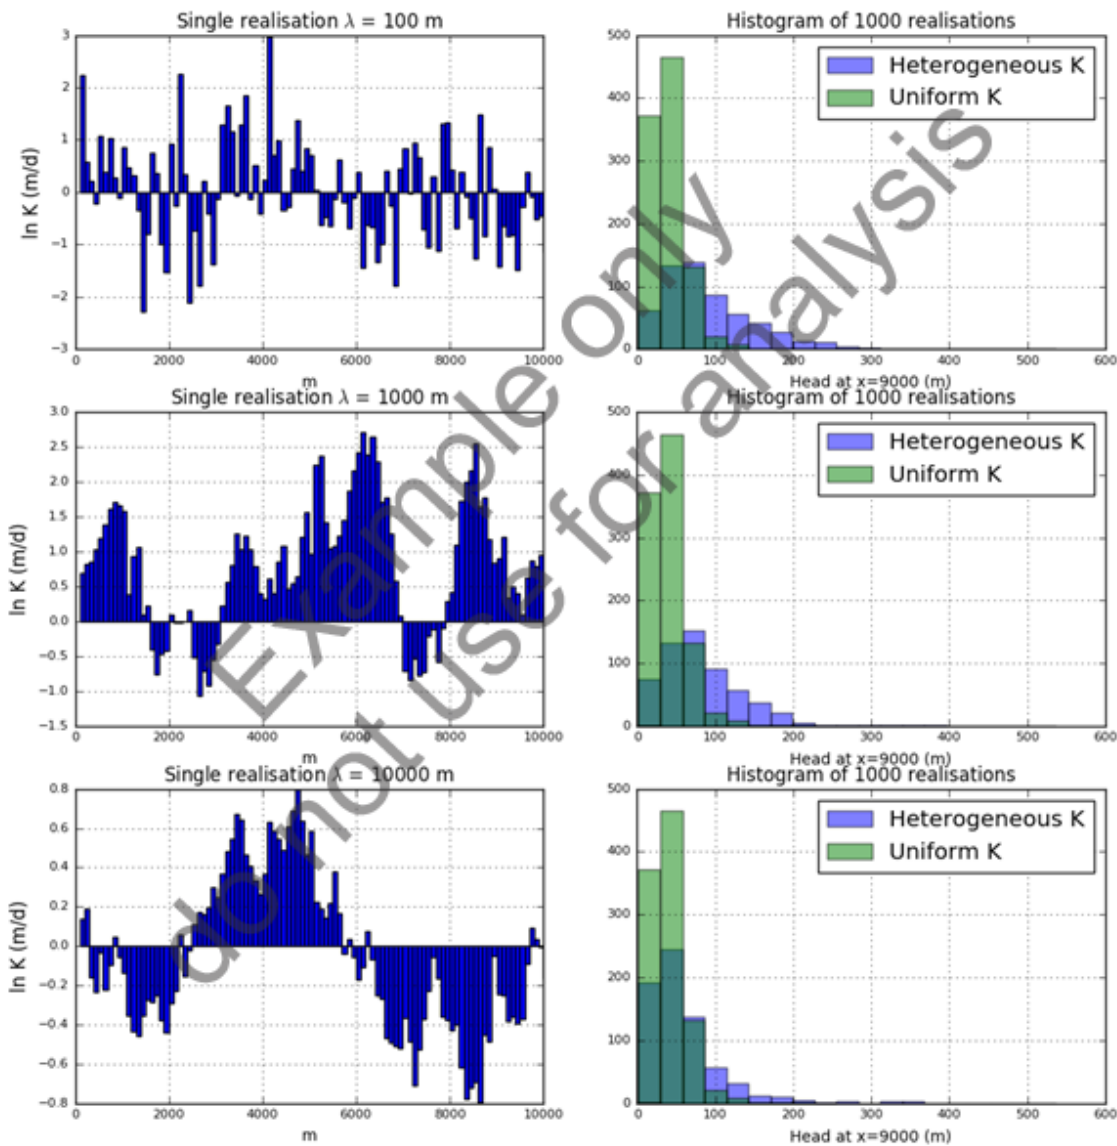 Single realisation λ = 100 m
Histogram of 1000 realisations
3
2
1
0
−1
−2
−3
ln K (m/d)
0 2000 4000 6000 8000 10000
m
500
400
300
200
100
0
Heterogeneous K
Uniform K
0 100 200 300 400 500 600
Head at x=9000 (m)
Single realisation λ = 1000 m
Histogram of 1000 realisations
3.0
2.5
2.0
1.5
1.0
0.5
0.0
−0.5
−1.0
−1.5
ln K (m/d)
0 2000 4000 6000 8000 10000
m
500
400
300
200
100
0
Heterogeneous K
Uniform K
0 100 200 300 400 500 600
Head at x=9000 (m)
Single realisation λ = 10000 m
Histogram of 1000 realisations
0.8
0.6
0.4
0.2
0.0
−0.2
−0.4
−0.6
−0.8
ln K (m/d)
0 2000 4000 6000 8000 10000
m
500
400
300
200
100
0
Heterogeneous K
Uniform K
0 100 200 300 400 500 600
Head at x=9000 (m)
Example only
do not use for analysis